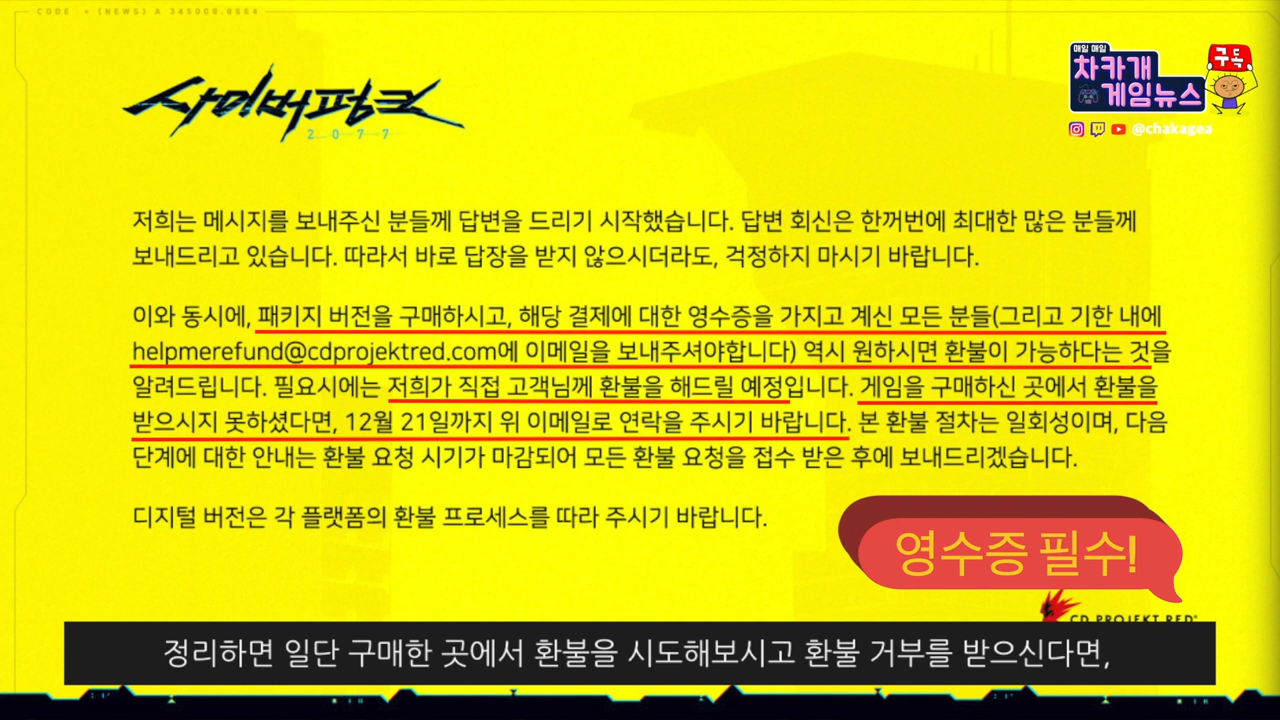 CODE × (NEWS) A 345009.0864
매일 매일
차카개
게임뉴스
구독
@chakagea
사이버펑크
2077
저희는 메시지를 보내주신 분들께 답변을 드리기 시작했습니다. 답변 회신은 한꺼번에 최대한 많은 분들께
보내드리고 있습니다. 따라서 바로 답장을 받지 않으시더라도, 걱정하지 마시기 바랍니다.
이와 동시에, 패키지 버전을 구매하시고, 해당 결제에 대한 영수증을 가지고 계신 모든 분들(그리고 기한 내에
helpmerefund@cdprojektred.com에 이메일을 보내주셔야합니다) 역시 원하시면 환불이 가능하다는 것을
알려드립니다. 필요시에는 저희가 직접 고객님께 환불을 해드릴 예정입니다. 게임을 구매하신 곳에서 환불을
받으시지 못하셨다면, 12월 21일까지 위 이메일로 연락을 주시기 바랍니다. 본 환불 절차는 일회성이며, 다음
단계에 대한 안내는 환불 요청 시기가 마감되어 모든 환불 요청을 접수 받은 후에 보내드리겠습니다.
디지털 버전은 각 플랫폼의 환불 프로세스를 따라 주시기 바랍니다.
영수증 필수!
CD PROJEKT RED
정리하면 일단 구매한 곳에서 환불을 시도해보시고 환불 거부를 받으신다면,